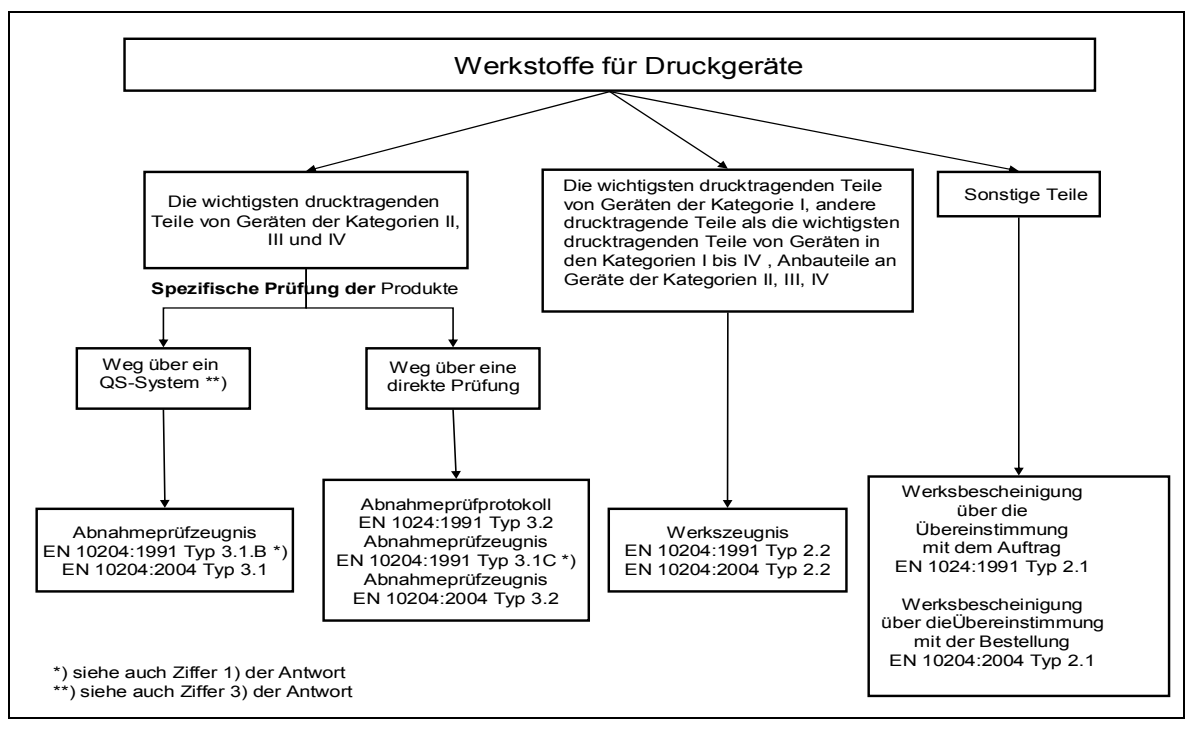 Werkstoffe für Druckgeräte
Die wichtigsten drucktragenden
Teile von Geräten der Kategorien II,
III und IV
Die wichtigsten drucktragenden Teile
von Geräten der Kategorie I, andere
drucktragende Teile als die wichtigsten
drucktragenden Teile von Geräten in
den Kategorien I bis IV , Anbauteile an
Geräte der Kategorien II, III, IV
Sonstige Teile
Spezifische Prüfung der Produkte
Weg über ein
QS-System **)
Weg über eine
direkte Prüfung
Abnahmeprüfzeugnis
EN 10204:1991 Typ 3.1.B *)
EN 10204:2004 Typ 3.1
Abnahmeprüfprotokoll
EN 1024:1991 Typ 3.2
Abnahmeprüfzeugnis
EN 10204:1991 Typ 3.1C *)
Abnahmeprüfzeugnis
EN 10204:2004 Typ 3.2
Werkszeugnis
EN 10204:1991 Typ 2.2
EN 10204:2004 Typ 2.2
Werksbescheinigung
über die
Übereinstimmung
mit dem Auftrag
EN 1024:1991 Typ 2.1
Werksbescheinigung
über dieÜbereinstimmung
mit der Bestellung
EN 10204:2004 Typ 2.1
*) siehe auch Ziffer 1) der Antwort
**) siehe auch Ziffer 3) der Antwort